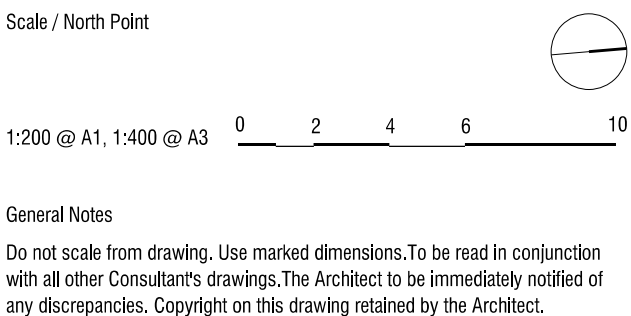 Scale / North Point
0 2 4 6 10
1:200 @ A1, 1:400 @ A3
General Notes
Do not scale from drawing. Use marked dimensions.To be read in conjunction
with all other Consultant's drawings.The Architect to be immediately notified of
any discrepancies. Copyright on this drawing retained by the Architect.